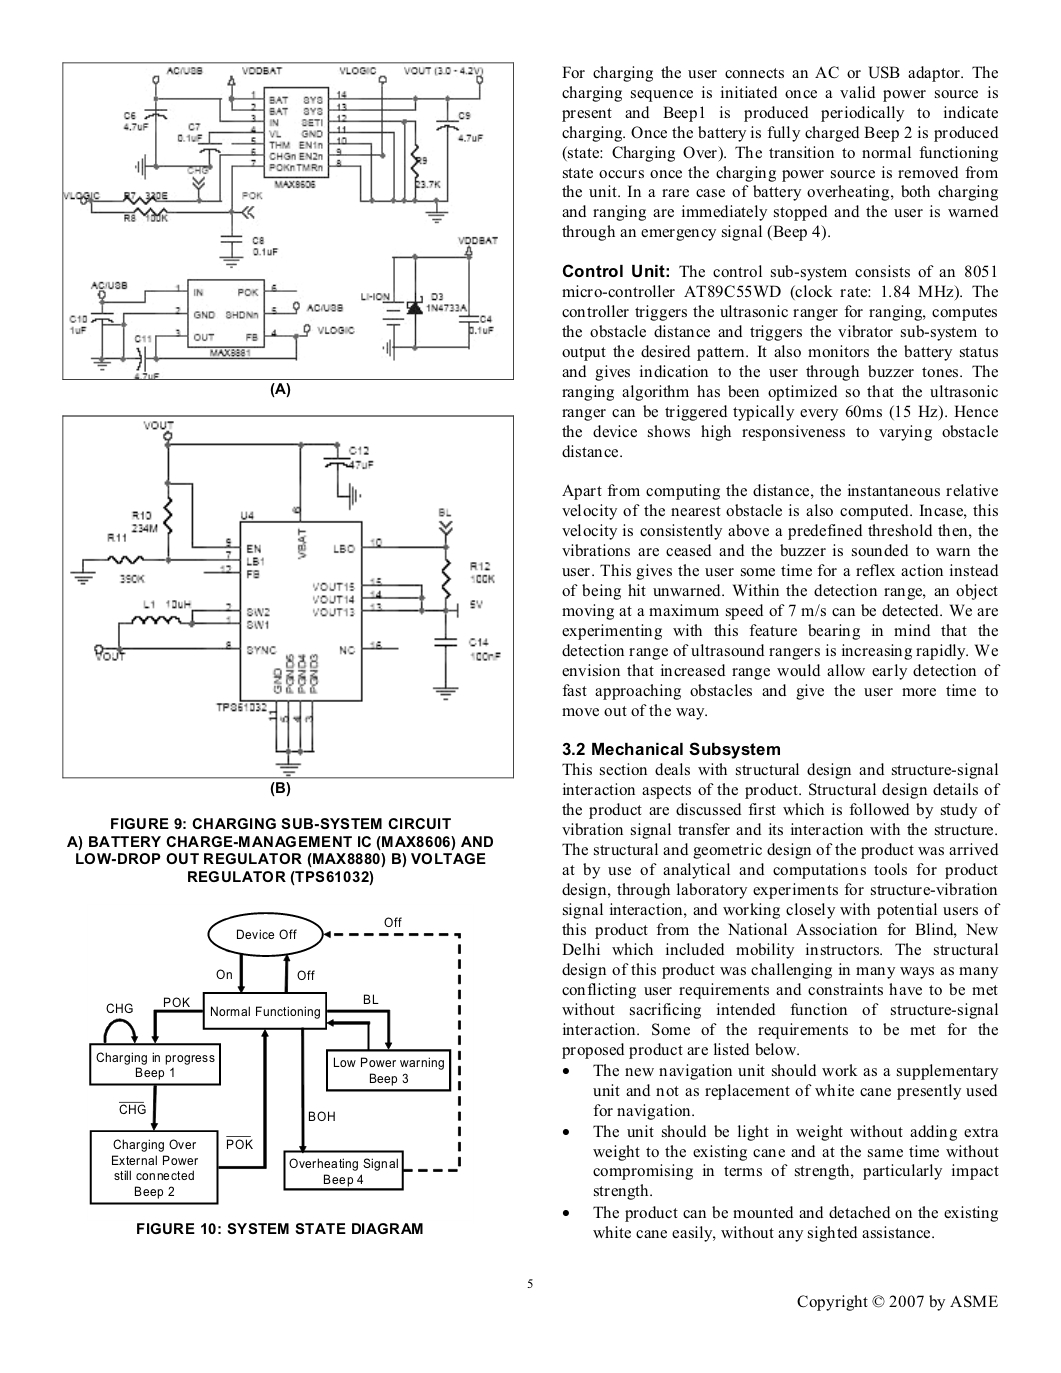 AC/USB
VDDBAT
VLOGIC
VOUT (3.0 - 4.2V)
C6
4.7uF
C7
0.1uF
BAT
BAT
IN
VL
THM
CHGn
POKn
SYS
SYS
SETI
GND
EN1n
EN2n
TMRn
1
2
3
4
5
6
7
14
13
12
11
10
9
8
MAX8606
C9
4.7uF
R9
23.7K
CHG
VLOGIC
R7 330E
R8 100K
POK
C8
0.1uF
VDDBAT
AC/USB
C10
1uF
C11
4.7uF
1 IN
2 GND
3 OUT
POK
SHDNn
FB
MAX8881
AC/USB
VLOGIC
LI-ION
D3
1N4733A
C4
0.1uF
(A)
VOUT
C12
47uF
R10
234M
R11
390K
U4
BL
EN
LB1
FB
VBAT
LBO
10
R12
100K
L1 10uH
SW2
SW1
SYNC
VOUT15
VOUT14
VOUT13
15
14
13
5V
NC
16
C14
100nF
VOUT
GND
PGND5
PGND4
PGND3
TPS61032
11
5
4
3
(B)
FIGURE 9: CHARGING SUB-SYSTEM CIRCUIT
A) BATTERY CHARGE-MANAGEMENT IC (MAX8606) AND
LOW-DROP OUT REGULATOR (MAX8880) B) VOLTAGE
REGULATOR (TPS61032)
Device Off
Off
On
Off
CHG
POK
Normal Functioning
BL
Charging in progress
Beep 1
Low Power warning
Beep 3
CHG
BOH
Charging Over
External Power
still connected
Beep 2
POK
Overheating Signal
Beep 4
FIGURE 10: SYSTEM STATE DIAGRAM
For charging the user connects an AC or USB adaptor. The
charging sequence is initiated once a valid power source is
present and Beep1 is produced periodically to indicate
charging. Once the battery is fully charged Beep 2 is produced
(state: Charging Over). The transition to normal functioning
state occurs once the charging power source is removed from
the unit. In a rare case of battery overheating, both charging
and ranging are immediately stopped and the user is warned
through an emergency signal (Beep 4).
Control Unit: The control sub-system consists of an 8051
micro-controller AT89C55WD (clock rate: 1.84 MHz). The
controller triggers the ultrasonic ranger for ranging, computes
the obstacle distance and triggers the vibrator sub-system to
output the desired pattern. It also monitors the battery status
and gives indication to the user through buzzer tones. The
ranging algorithm has been optimized so that the ultrasonic
ranger can be triggered typically every 60ms (15 Hz). Hence
the device shows high responsiveness to varying obstacle
distance.
Apart from computing the distance, the instantaneous relative
velocity of the nearest obstacle is also computed. Incase, this
velocity is consistently above a predefined threshold then, the
vibrations are ceased and the buzzer is sounded to warn the
user. This gives the user some time for a reflex action instead
of being hit unwarned. Within the detection range, an object
moving at a maximum speed of 7 m/s can be detected. We are
experimenting with this feature bearing in mind that the
detection range of ultrasound rangers is increasing rapidly. We
envision that increased range would allow early detection of
fast approaching obstacles and give the user more time to
move out of the way.
3.2 Mechanical Subsystem
This section deals with structural design and structure-signal
interaction aspects of the product. Structural design details of
the product are discussed first which is followed by study of
vibration signal transfer and its interaction with the structure.
The structural and geometric design of the product was arrived
at by use of analytical and computations tools for product
design, through laboratory experiments for structure-vibration
signal interaction, and working closely with potential users of
this product from the National Association for Blind, New
Delhi which included mobility instructors. The structural
design of this product was challenging in many ways as many
conflicting user requirements and constraints have to be met
without sacrificing intended function of structure-signal
interaction. Some of the requirements to be met for the
proposed product are listed below.
• The new navigation unit should work as a supplementary
unit and not as replacement of white cane presently used
for navigation.
• The unit should be light in weight without adding extra
weight to the existing cane and at the same time without
compromising in terms of strength, particularly impact
strength.
• The product can be mounted and detached on the existing
white cane easily, without any sighted assistance.
5
Copyright © 2007 by ASME